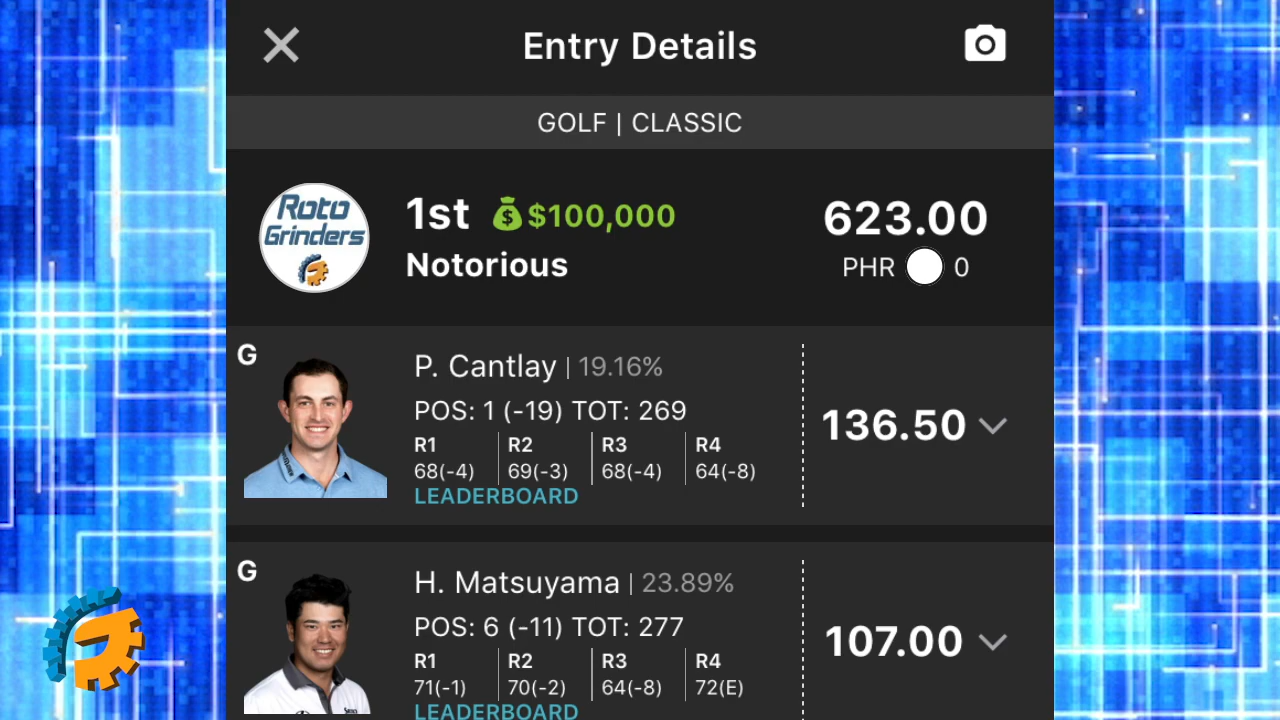 Entry Details
GOLF | CLASSIC
Roto
Grinders
1st $100,000
Notorious
623.00
PHR 0
G
P. Cantlay | 19.16%
POS: 1 (-19) TOT: 269
R1 R2 R3 R4
68(-4) 69(-3) 68(-4) 64(-8)
LEADERBOARD
136.50
G
H. Matsuyama | 23.89%
POS: 6 (-11) TOT: 277
R1 R2 R3 R4
71(-1) 70(-2) 64(-8) 72(E)
LEADERBOARD
107.00